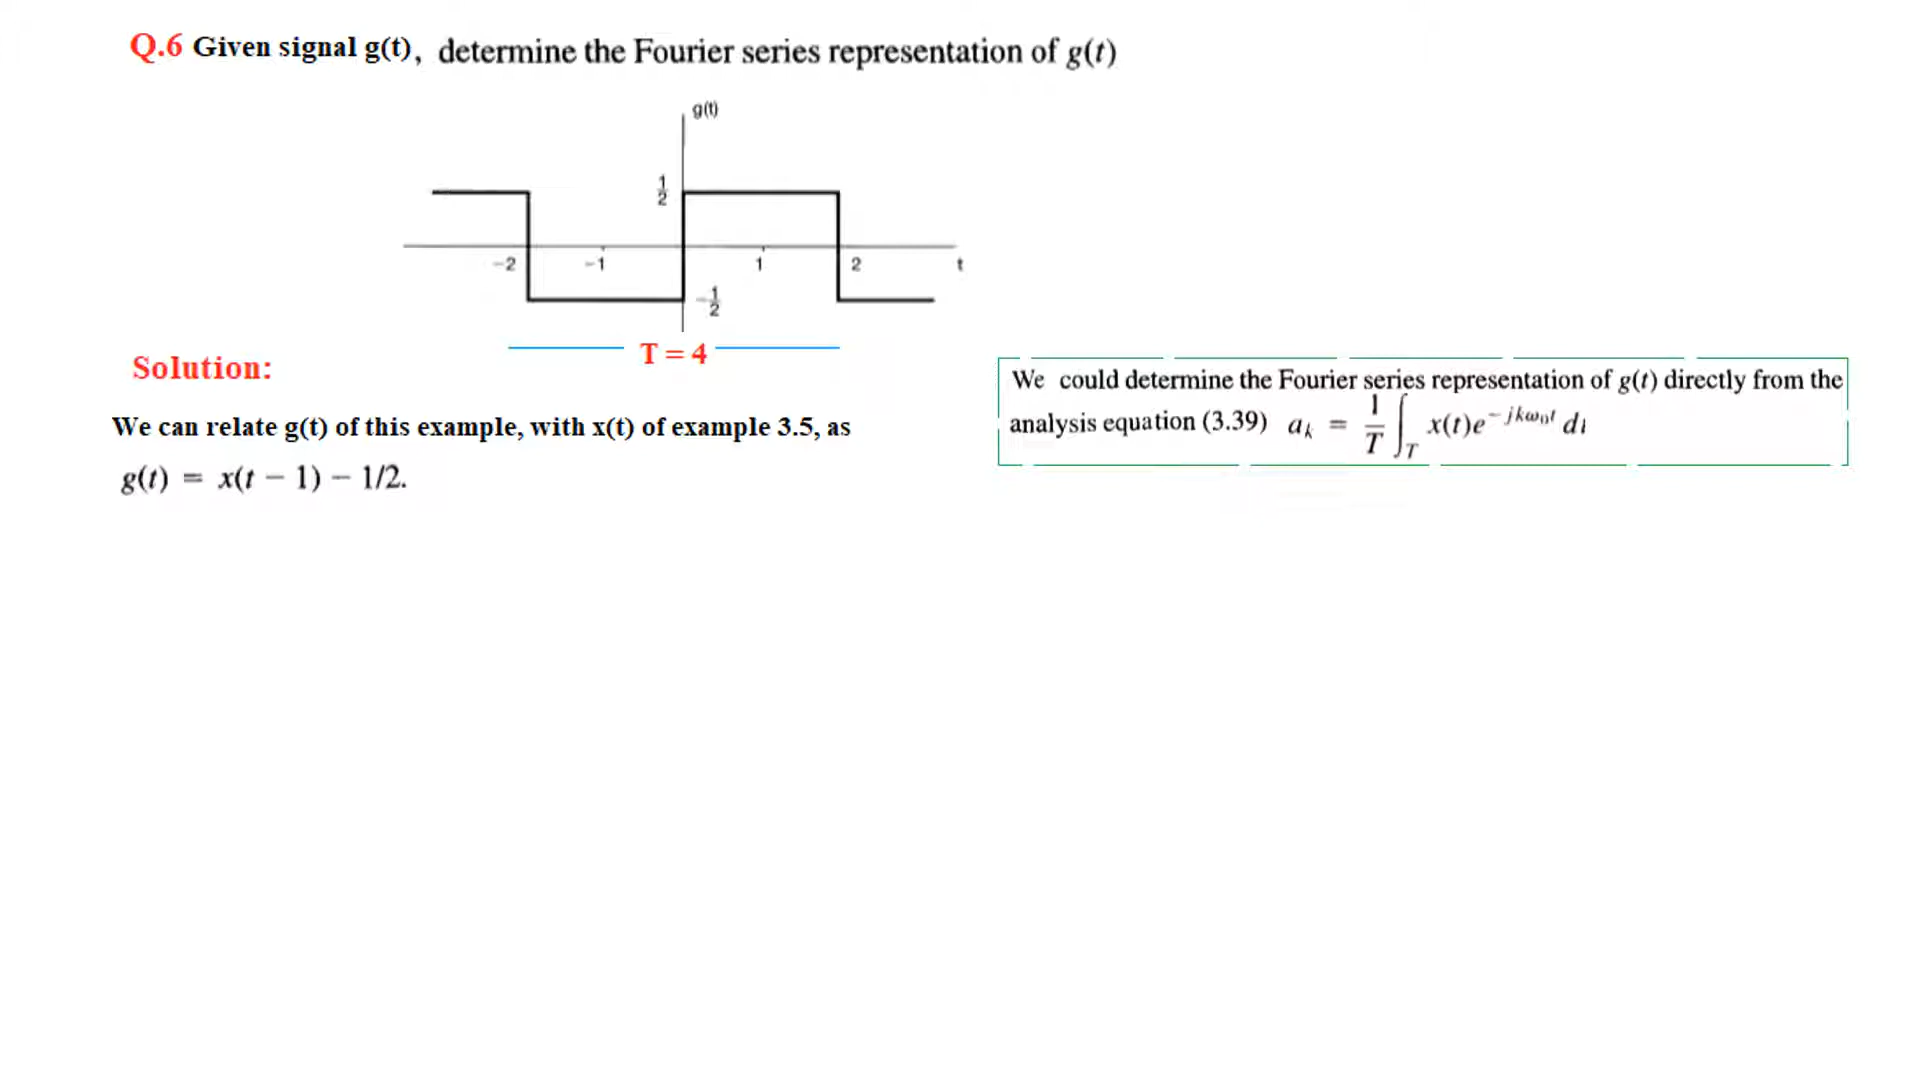 Q.6 Given signal g(t), determine the Fourier series representation of g(t)
g(t)
1/2
-2 -1 1 2 t
-1/2
T = 4
Solution:
We could determine the Fourier series representation of g(t) directly from the
analysis equation (3.39) aₖ = 1/T ∫_T x(t)e^{-jkω₀t} dt
We can relate g(t) of this example, with x(t) of example 3.5, as
g(t) = x(t − 1) − 1/2.